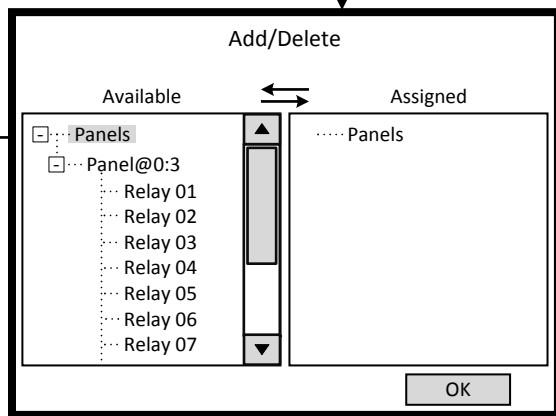 Add/Delete
Available
Assigned
Panels
Panel@0:3
Relay 01
Relay 02
Relay 03
Relay 04
Relay 05
Relay 06
Relay 07
Panels
OK